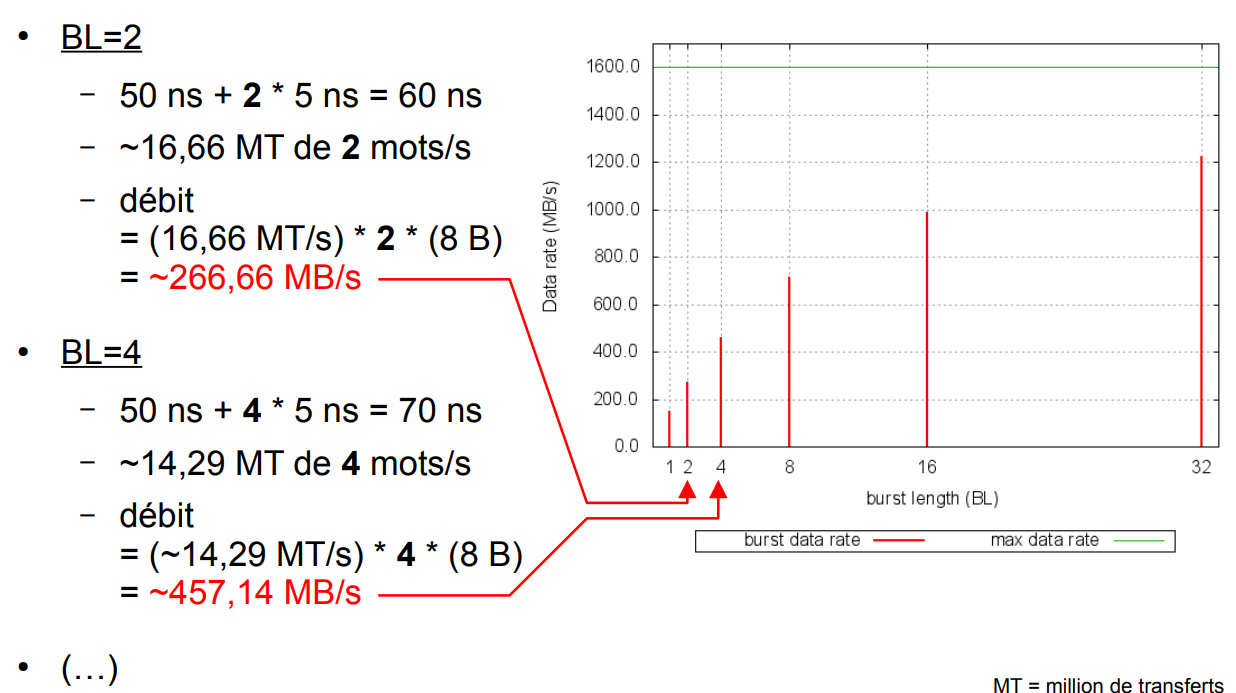 • BL=2
– 50 ns + 2 * 5 ns = 60 ns
– ~16,66 MT de 2 mots/s
– débit
= (16,66 MT/s) * 2 * (8 B)
= ~266,66 MB/s
• BL=4
– 50 ns + 4 * 5 ns = 70 ns
– ~14,29 MT de 4 mots/s
– débit
= (~14,29 MT/s) * 4 * (8 B)
= ~457,14 MB/s
• (…)
Data rate (MB/s)
1600.0
1400.0
1200.0
1000.0
800.0
600.0
400.0
200.0
0.0
1 2 4 8 16 32
burst length (BL)
burst data rate max data rate
MT = million de transferts